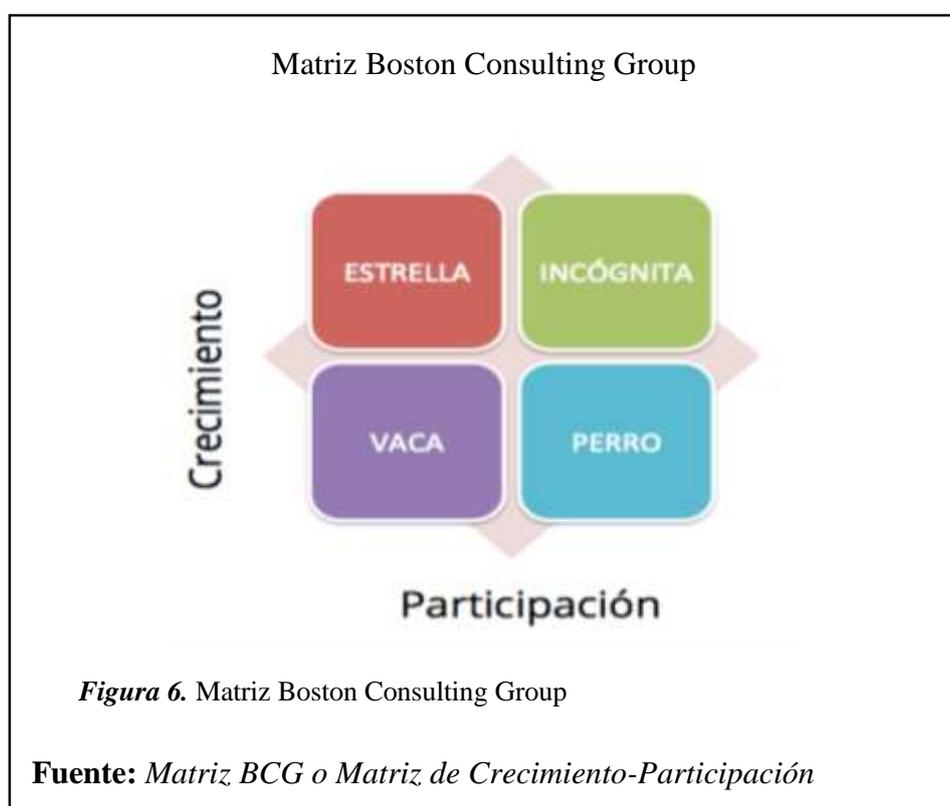 Matriz Boston Consulting Group
ESTRELLA
INCÓGNITA
Crecimiento
VACA
PERRO
Participación
Figura 6. Matriz Boston Consulting Group
Fuente: Matriz BCG o Matriz de Crecimiento-Participación